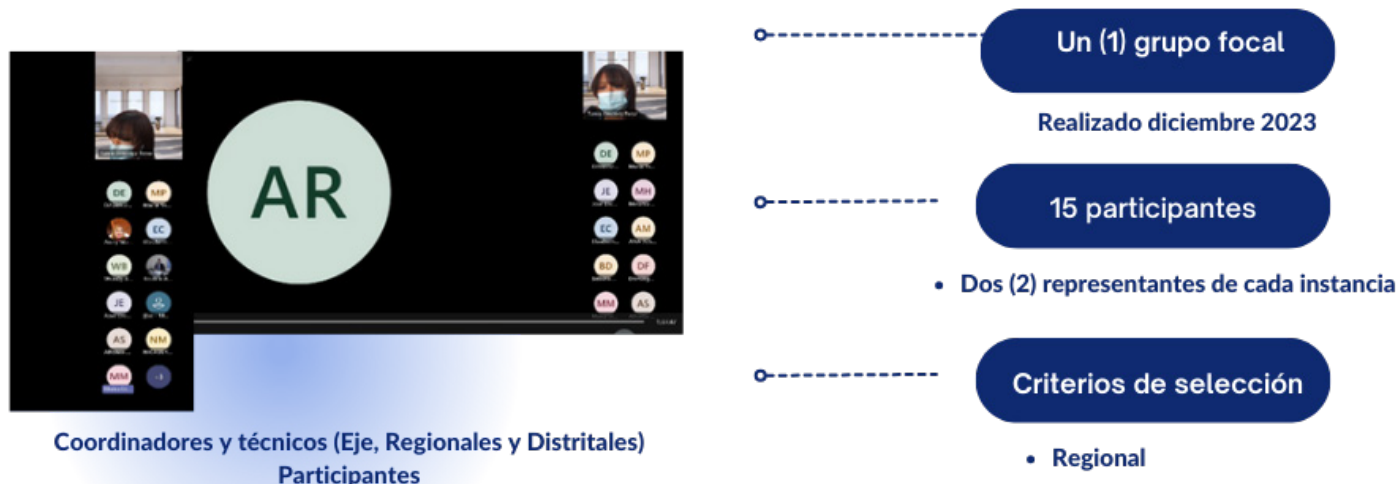 AR
DE
MP
EC
WB
JE
AS
NM
MM
DE
MP
JE
MH
EC
AM
BD
DF
MM
AS
Coordinadores y técnicos (Eje, Regionales y Distritales)
Participantes
Un (1) grupo focal
Realizado diciembre 2023
15 participantes
• Dos (2) representantes de cada instancia
Criterios de selección
• Regional